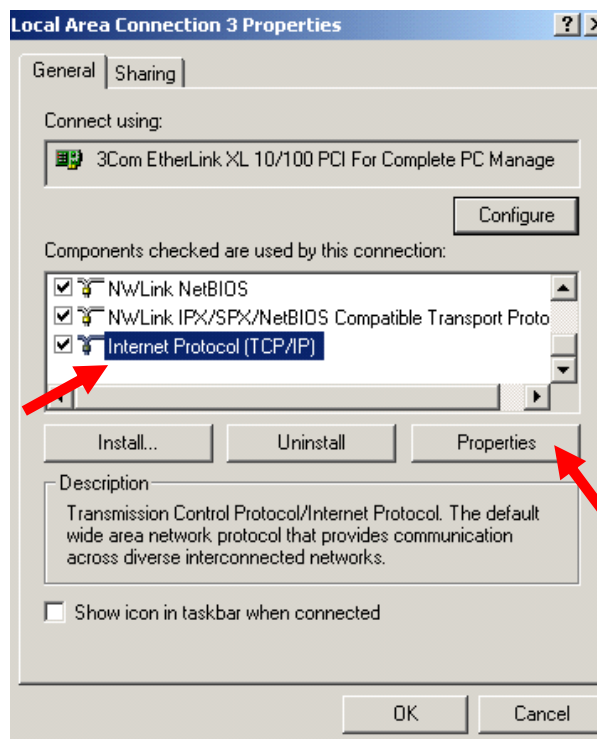 Local Area Connection 3 Properties
General
Sharing
Connect using:
3Com EtherLink XL 10/100 PCI For Complete PC Manage
Configure
Components checked are used by this connection:
NWLink NetBIOS
NWLink IPX/SPX/NetBIOS Compatible Transport Proto
Internet Protocol (TCP/IP)
Install...
Uninstall
Properties
Description
Transmission Control Protocol/Internet Protocol. The default
wide area network protocol that provides communication
across diverse interconnected networks.
Show icon in taskbar when connected
OK
Cancel